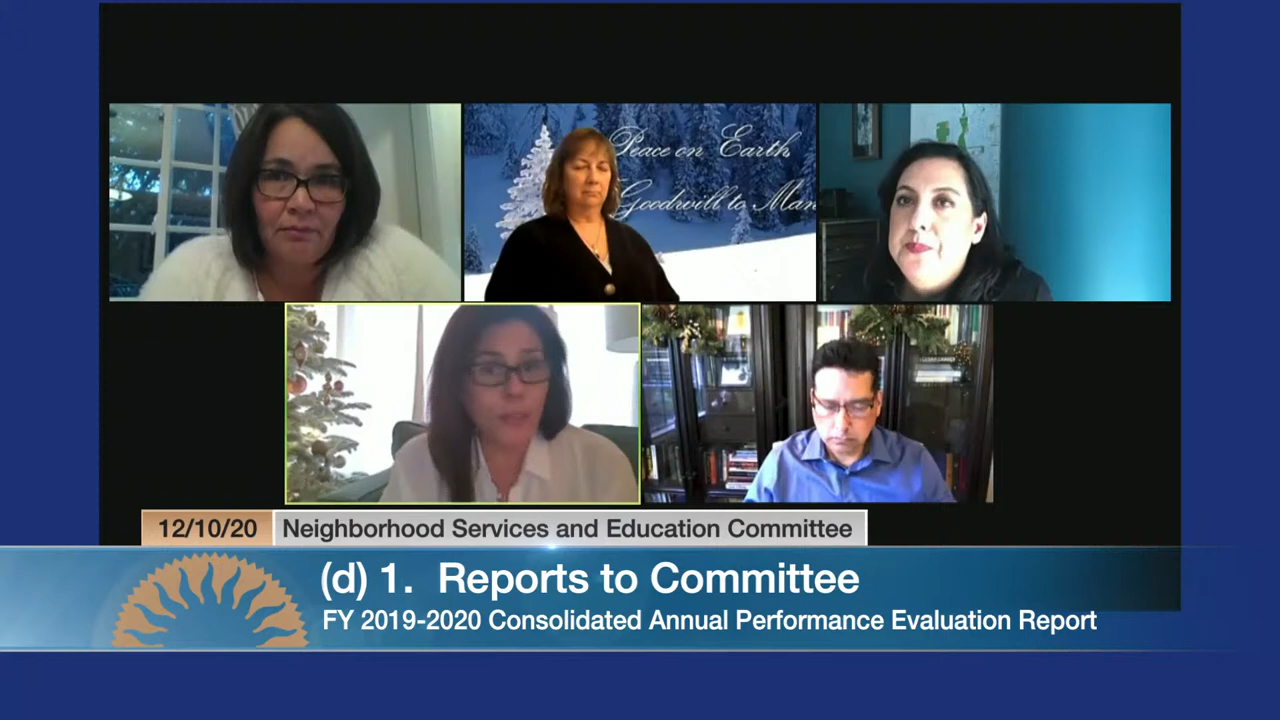 Peace on Earth
Goodwill to Man
12/10/20 Neighborhood Services and Education Committee
(d) 1. Reports to Committee
FY 2019-2020 Consolidated Annual Performance Evaluation Report